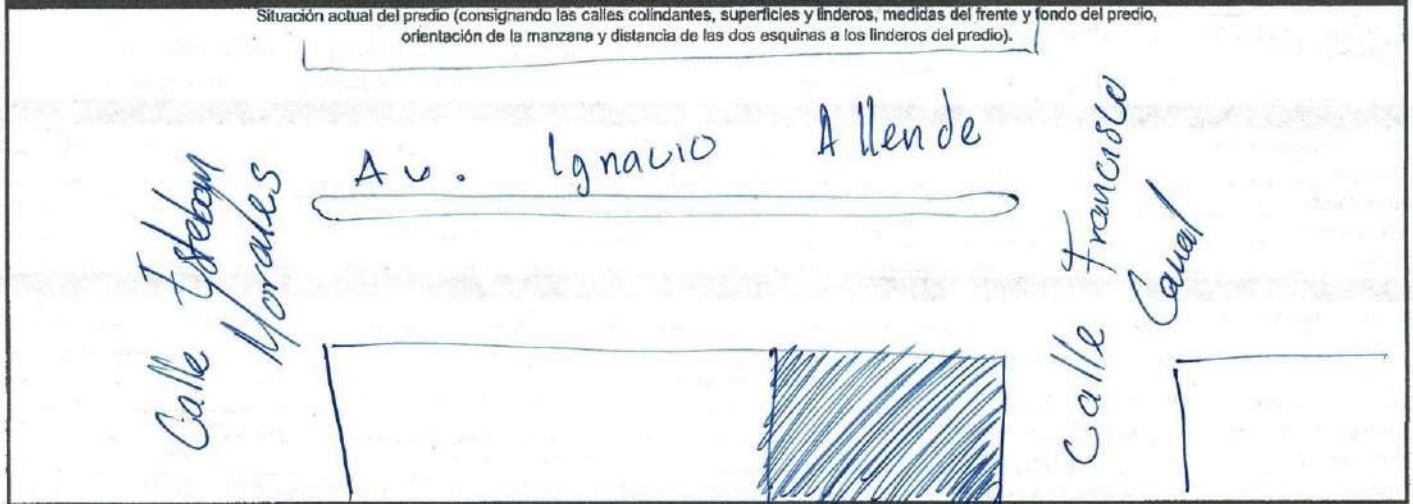 Situación actual del predio (consignando las calles colindantes, superficies y linderos, medidas del frente y fondo del predio,
orientación de la manzana y distancia de las dos esquinas a los linderos del predio).
Av. Ignacio Allende
Calle Esteban
Morales
Calle Francisco
Canal